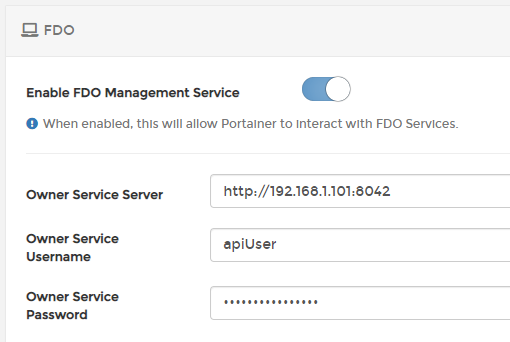 FDO
Enable FDO Management Service
When enabled, this will allow Portainer to interact with FDO Services.
Owner Service Server
http://192.168.1.101:8042
Owner Service
Username
apiUser
Owner Service
Password
••••••••••••••••